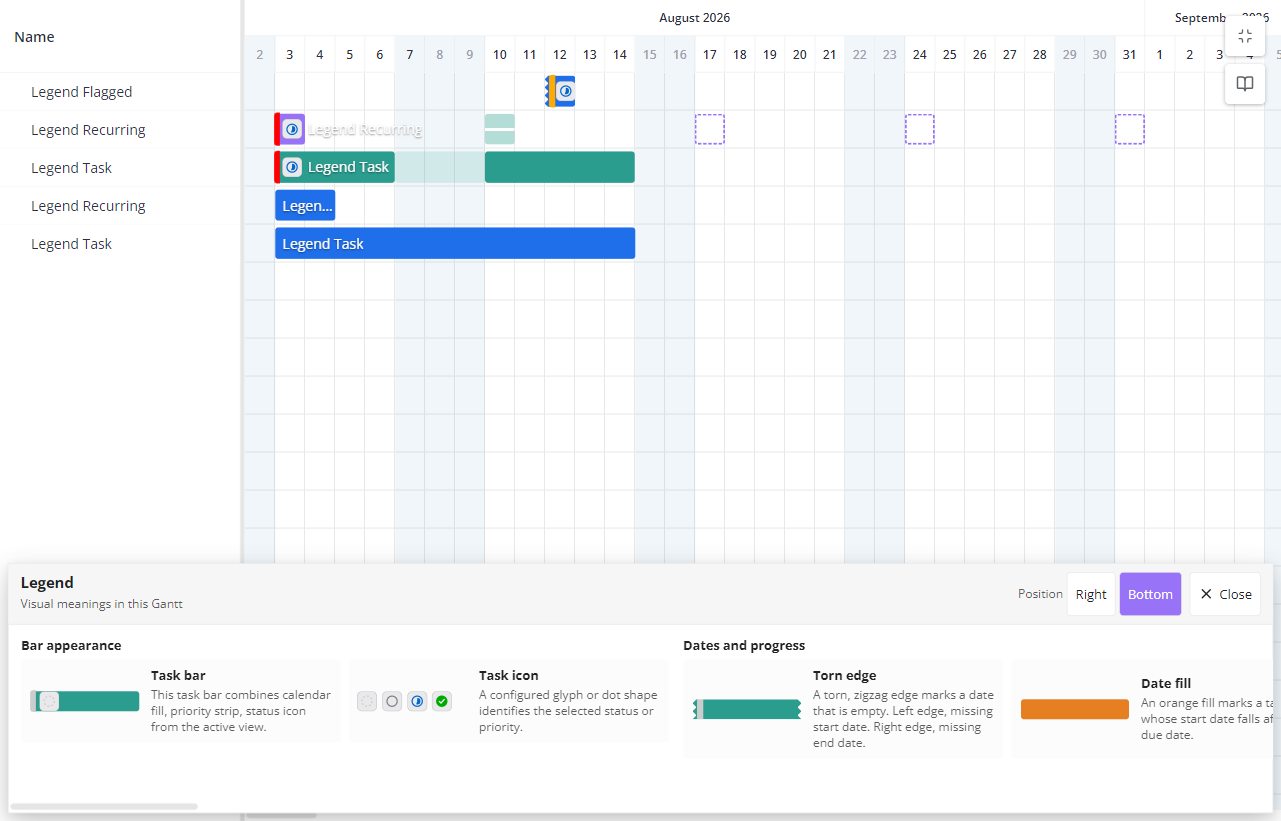 August 2026
Name
2 3 4 5 6 7 8 9 10 11 12 13 14 15 16 17 18 19 20 21 22 23 24 25 26 27 28 29 30 31 1 2 3
Legend Flagged
Legend Recurring
Legend Recurring
Legend Task
Legend Task
Legend Recurring
Legen...
Legend Task
Legend Task
Legend
Visual meanings in this Gantt
Position
Right
Bottom
Close
Bar appearance
Task bar
This task bar combines calendar
fill, priority strip, status icon
from the active view.
Task icon
A configured glyph or dot shape
identifies the selected status or
priority.
Dates and progress
Torn edge
A torn, zigzag edge marks a date
that is empty. Left edge, missing
start date. Right edge, missing
end date.
Date fill
An orange fill marks a
whose start date falls
due date.